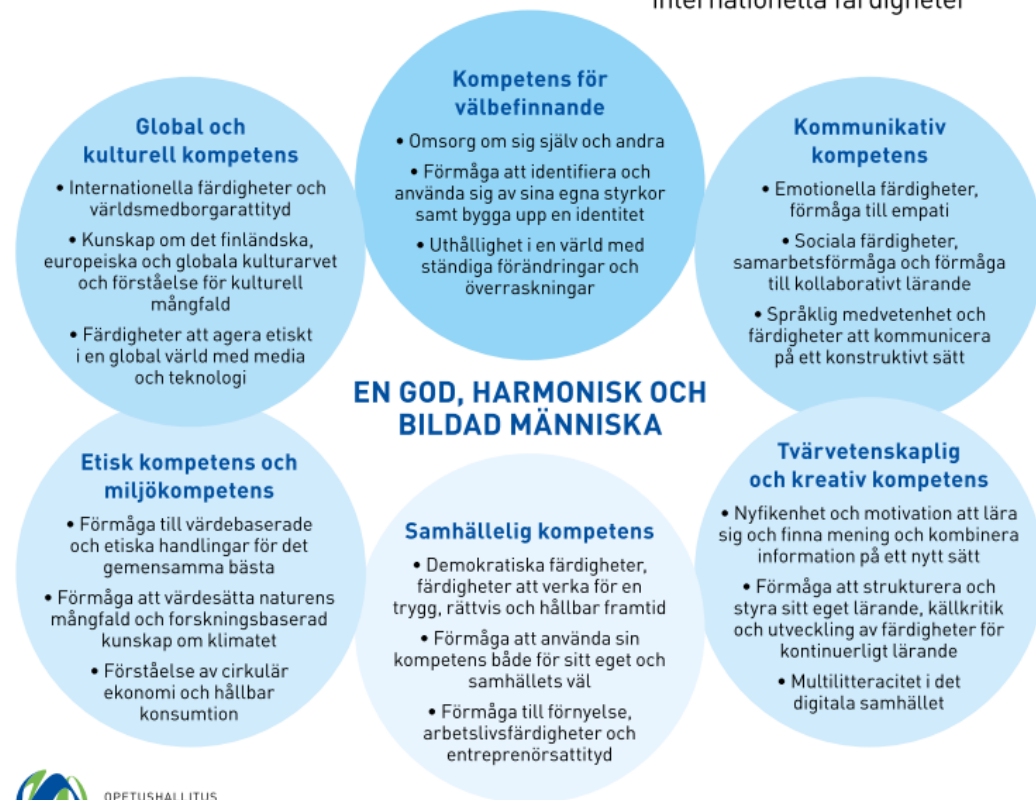 internationella färdigheter
Kompetens för
välbefinnande
• Omsorg om sig själv och andra
• Förmåga att identifiera och
använda sig av sina egna styrkor
samt bygga upp en identitet
• Uthållighet i en värld med
ständiga förändringar och
överraskningar
Global och
kulturell kompetens
• Internationella färdigheter och
världsmedborgarattityd
• Kunskap om det finländska,
europeiska och globala kulturarvet
och förståelse för kulturell
mångfald
• Färdigheter att agera etiskt
i en global värld med media
och teknologi
Kommunikativ
kompetens
• Emotionella färdigheter,
förmåga till empati
• Sociala färdigheter,
samarbetsförmåga och förmåga
till kollaborativt lärande
• Språklig medvetenhet och
färdigheter att kommunicera
på ett konstruktivt sätt
EN GOD, HARMONISK OCH
BILDAD MÄNNISKA
Etisk kompetens och
miljökompetens
• Förmåga till värdebaserade
och etiska handlingar för det
gemensamma bästa
• Förmåga att värdesätta naturens
mångfald och forskningsbaserad
kunskap om klimatet
• Förståelse av cirkulär
ekonomi och hållbar
konsumtion
Samhällelig kompetens
• Demokratiska färdigheter,
färdigheter att verka för en
trygg, rättvis och hållbar framtid
• Förmåga att använda sin
kompetens både för sitt eget och
samhällets väl
• Förmåga till förnyelse,
arbetslivsfärdigheter och
entreprenörsattityd
Tvärvetenskaplig
och kreativ kompetens
• Nyfikenhet och motivation att lära
sig och finna mening och kombinera
information på ett nytt sätt
• Förmåga att strukturera och
styra sitt eget lärande, källkritik
och utveckling av färdigheter för
kontinuerligt lärande
• Multilitteracitet i det
digitala samhället
OPETUSHALLITUS